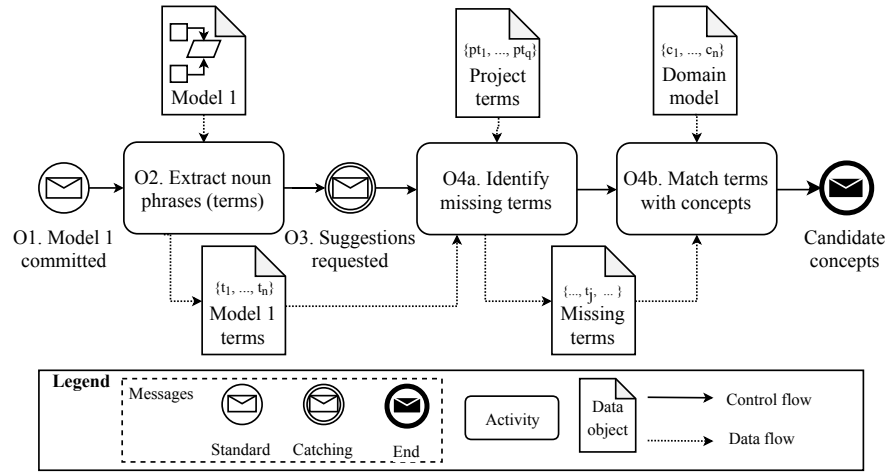 Model 1
{pt1, ..., ptq}
Project
terms
{c1, ..., cn}
Domain
model
O2. Extract noun
phrases (terms)
O4a. Identify
missing terms
O4b. Match terms
with concepts
O1. Model 1
committed
O3. Suggestions
requested
Candidate
concepts
{t1, ..., tn}
Model 1
terms
{..., tj, ... }
Missing
terms
Legend
Messages
Standard
Catching
End
Activity
Data
object
Control flow
Data flow